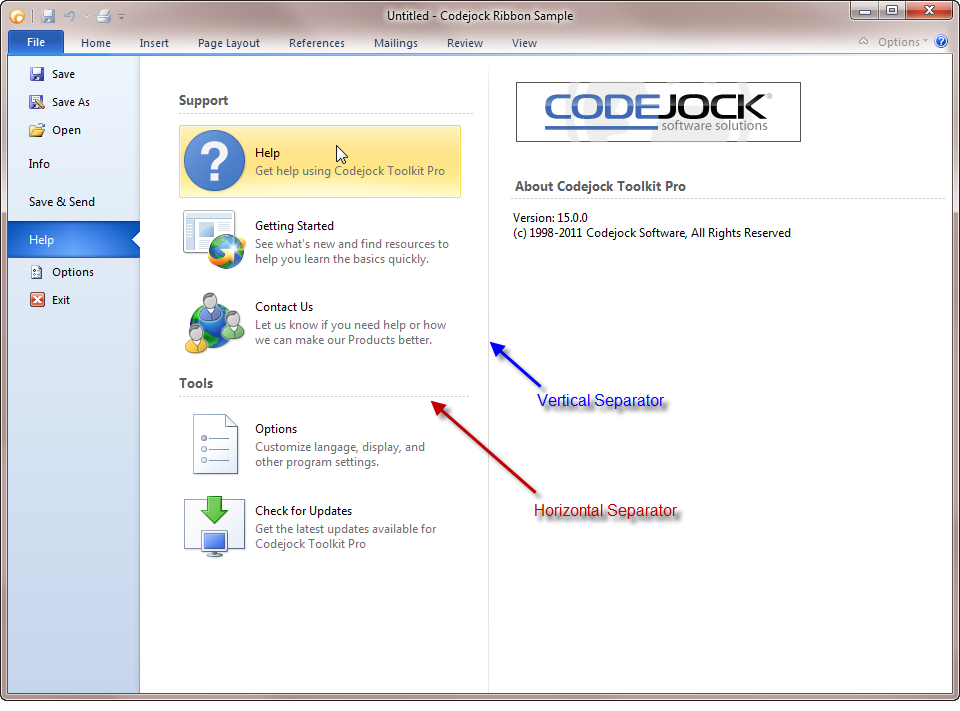 Untitled - Codejock Ribbon Sample
File
Home
Insert
Page Layout
References
Mailings
Review
View
Options
Save
Save As
Open
Info
Save & Send
Help
Options
Exit
Support
Help
Get help using Codejock Toolkit Pro
Getting Started
See what's new and find resources to
help you learn the basics quickly.
Contact Us
Let us know if you need help or how
we can make our Products better.
Tools
Options
Customize langage, display, and
other program settings.
Check for Updates
Get the latest updates available for
Codejock Toolkit Pro
CODEJOCK®
software solutions
About Codejock Toolkit Pro
Version: 15.0.0
(c) 1998-2011 Codejock Software, All Rights Reserved
Vertical Separator
Horizontal Separator